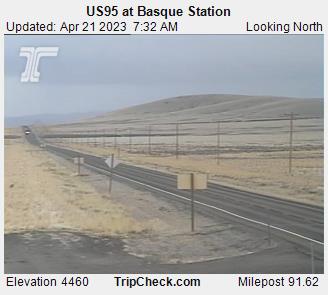 US95 at Basque Station
Updated: Apr 21 2023 7:32 AM Looking North
Elevation 4460 TripCheck.com Milepost 91.62